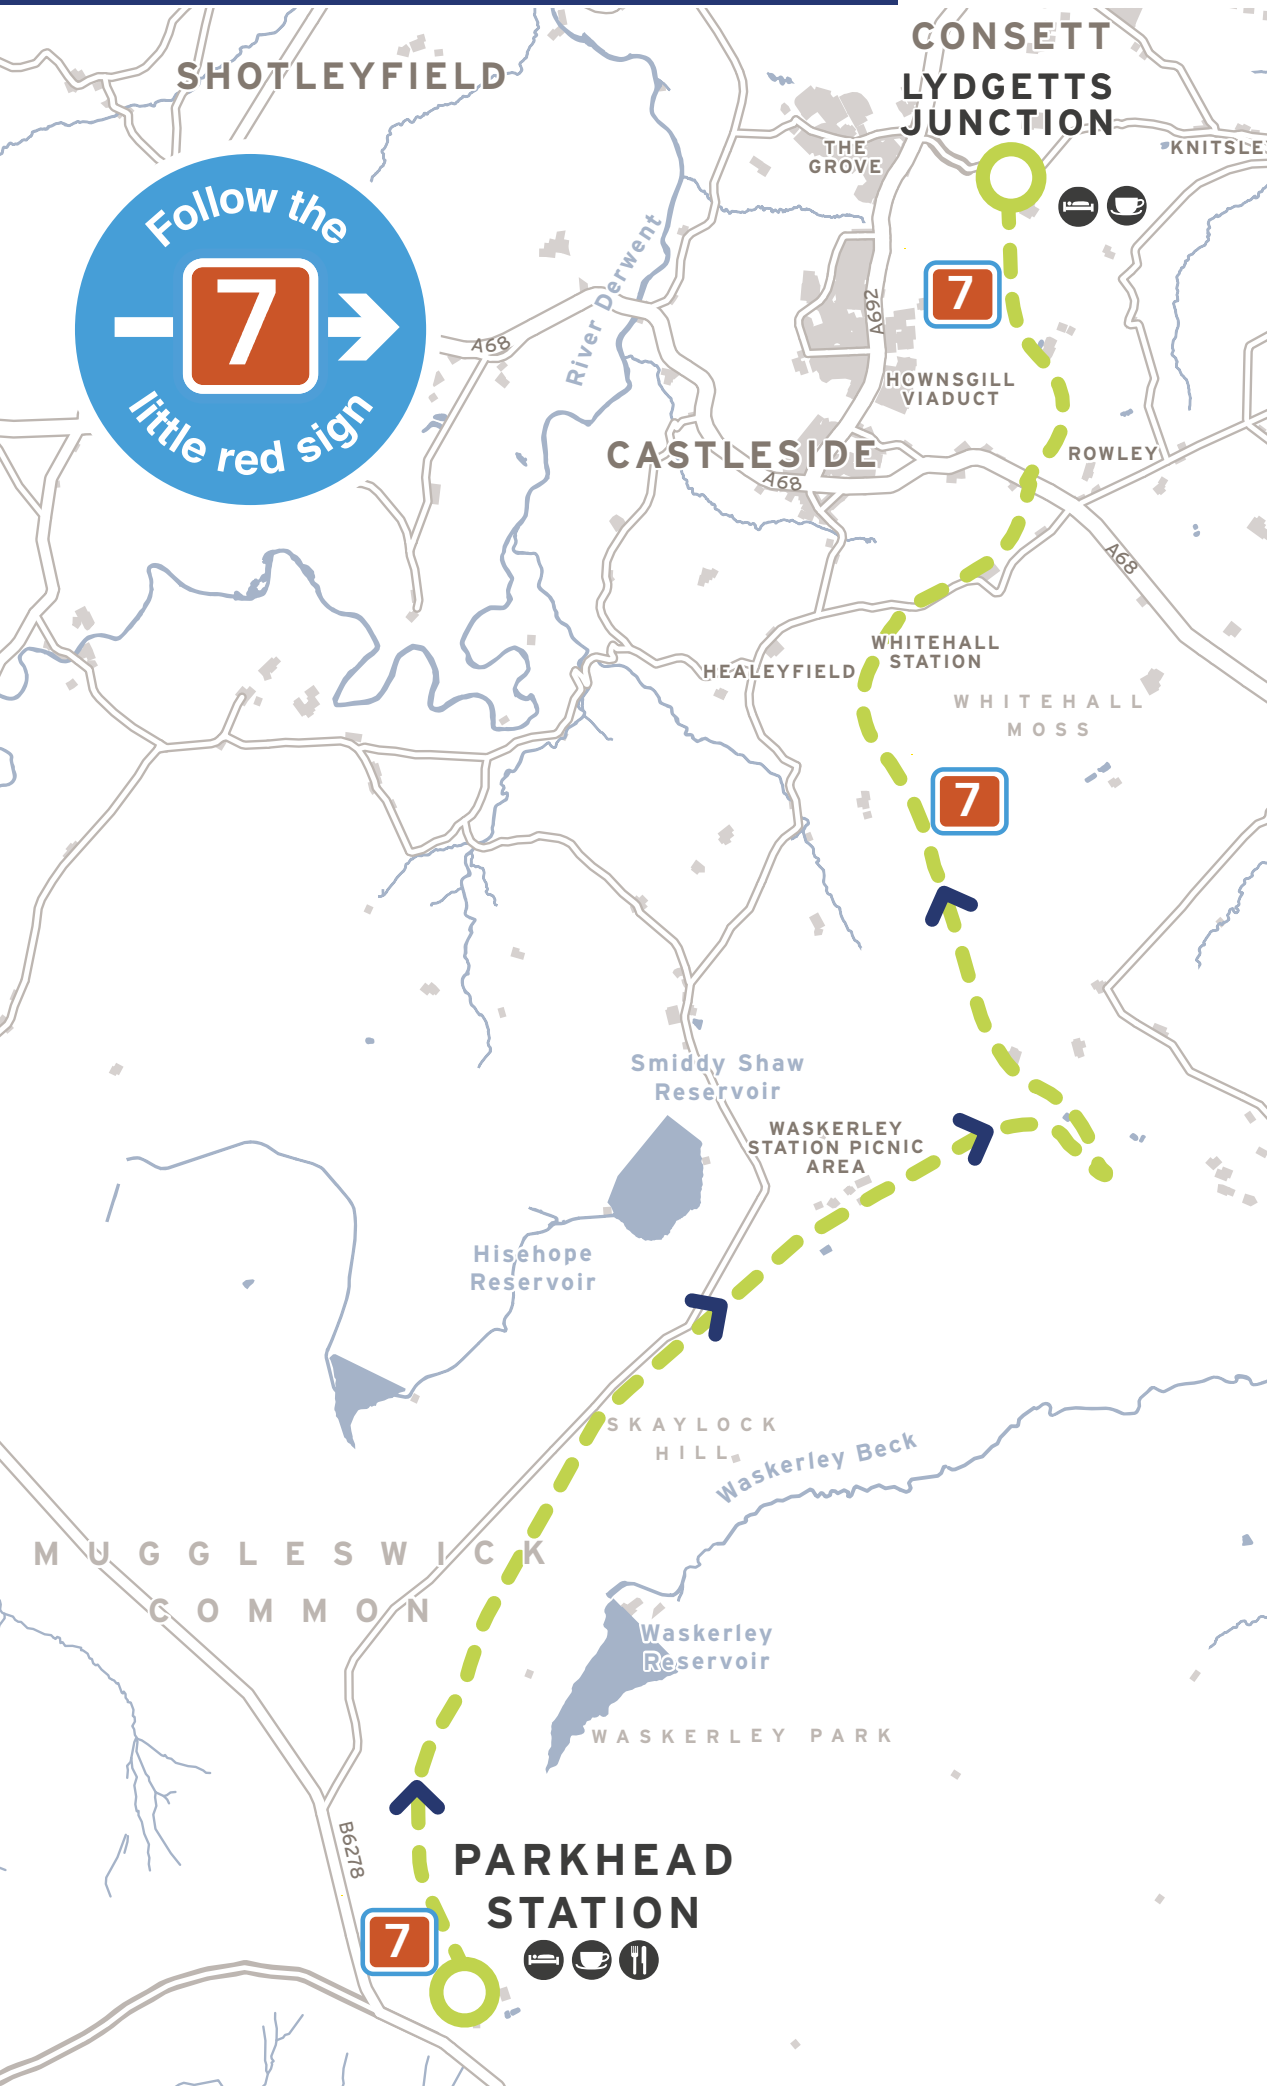 CONSETT
SHOTLEYFIELD
LYDGETTS
JUNCTION
THE
GROVE
KNITSLE
Follow the
7
little red sign
River Derwent
7
A692
A68
HOWNSGILL
VIADUCT
CASTLESIDE
ROWLEY
A68
A68
WHITEHALL
STATION
HEALEYFIELD
WHITEHALL
MOSS
7
Smiddy Shaw
Reservoir
WASKERLEY
STATION PICNIC
AREA
Hisehope
Reservoir
SKAYLOCK
HILL
Waskerley Beck
MUGGLESWICK
COMMON
Waskerley
Reservoir
WASKERLEY PARK
B6278
PARKHEAD
STATION
7